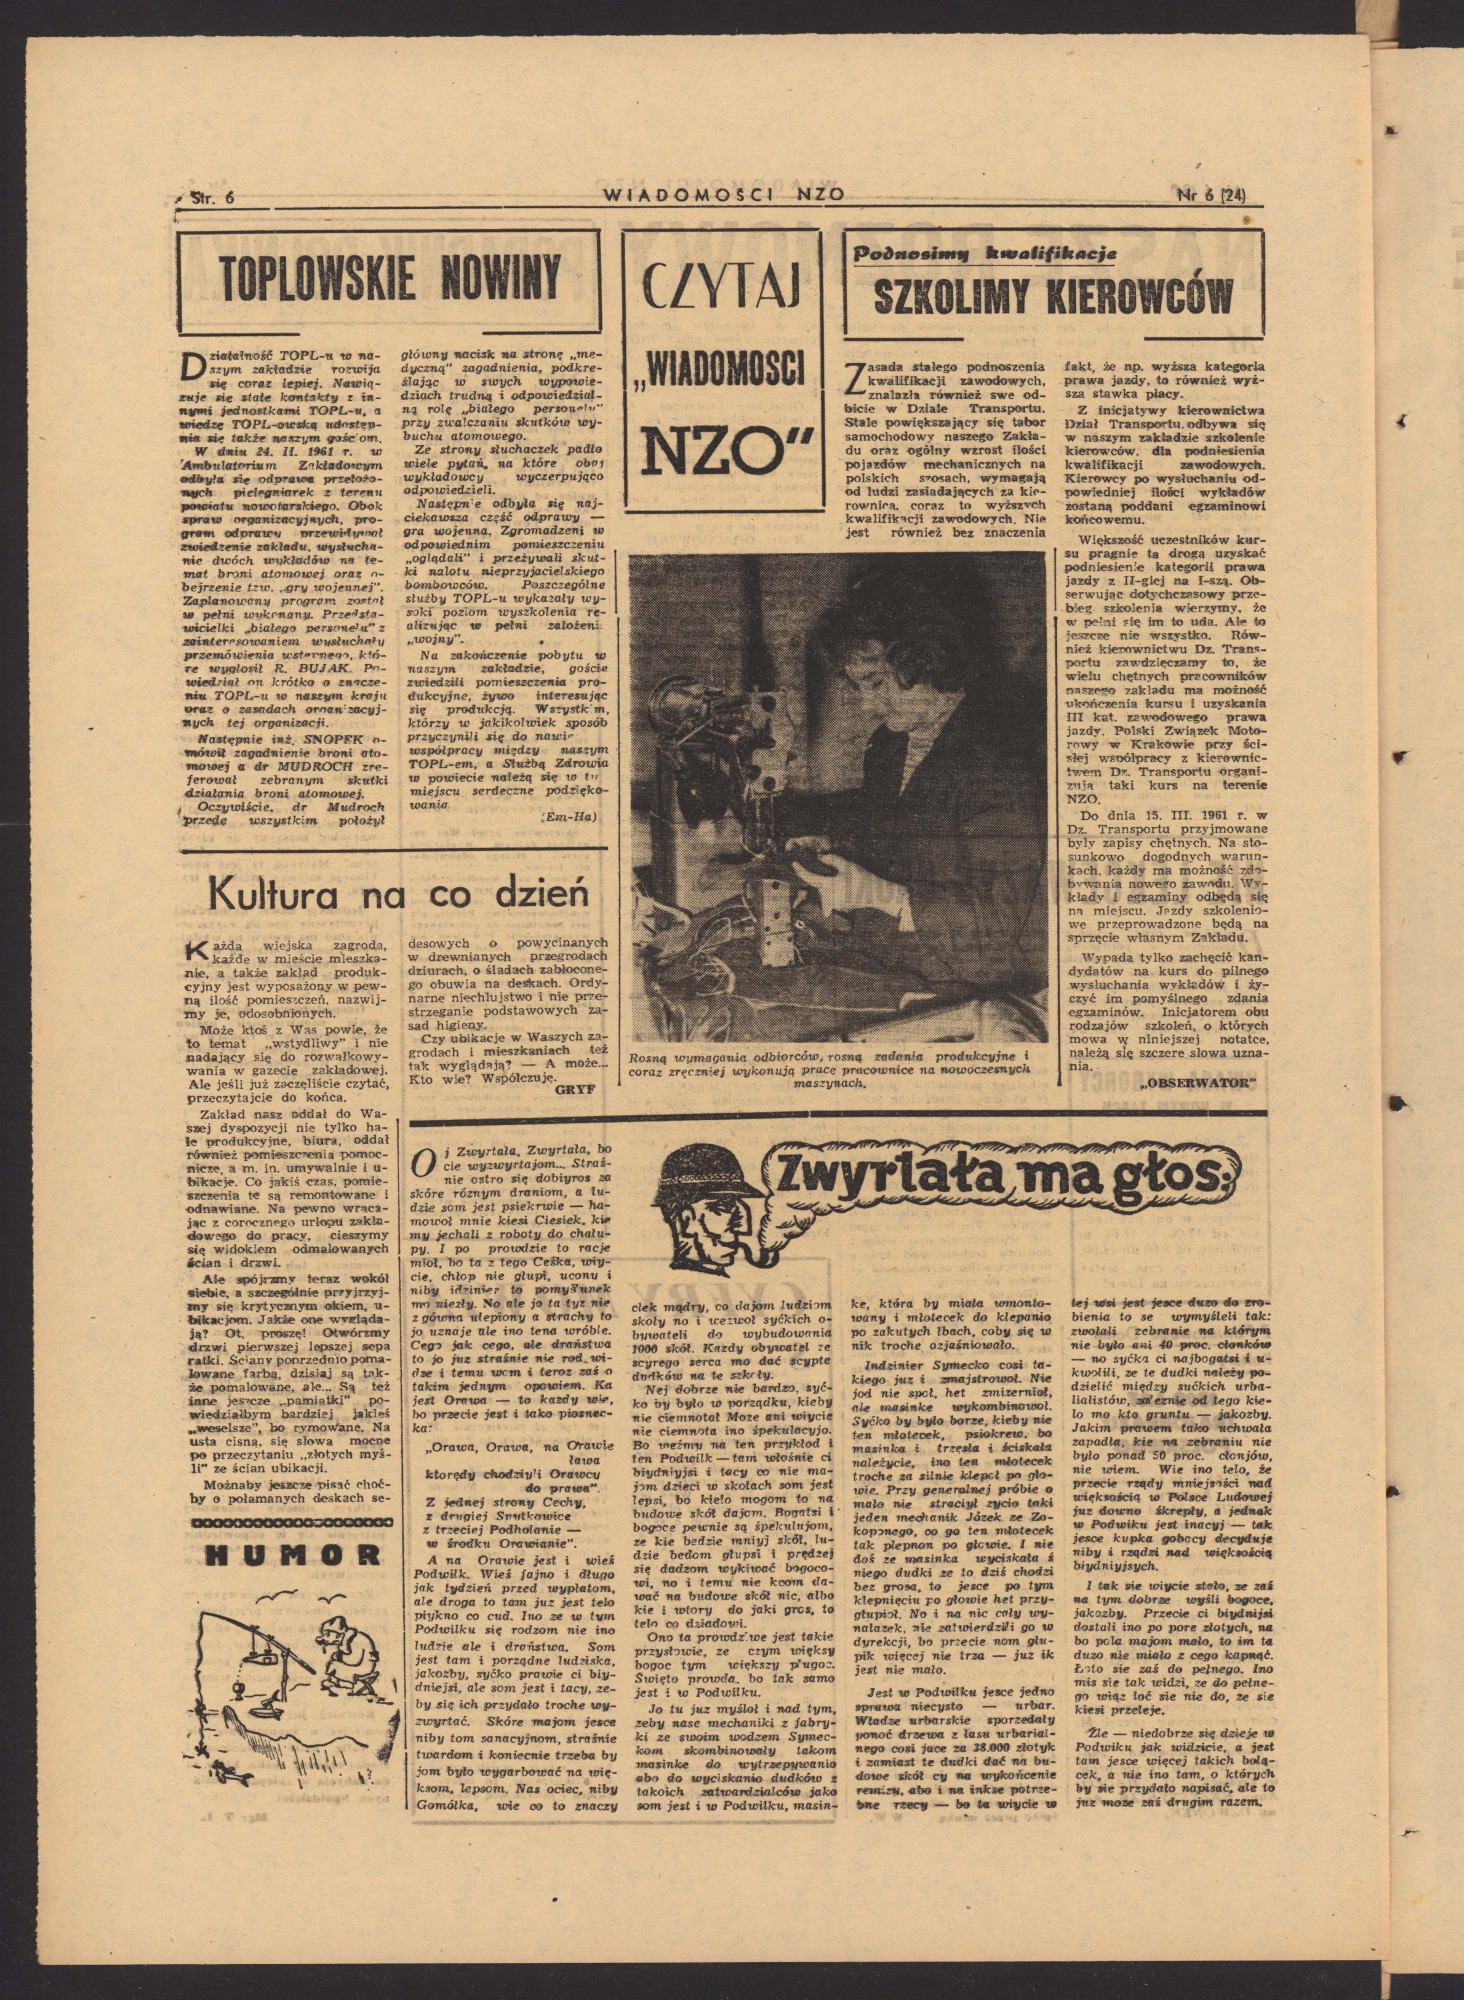 Str. 6
WIADOMOSCI NZO
Nr 6 (24)
TOPLOWSKIE NOWINY
Działalność TOPL-u w na-
szym zakładzie rozwija
się coraz lepiej. Nawią-
zuje się stałe kontakty z in-
nymi jednostkami TOPL-u, a
wiedzę TOPL-owską udostęp-
nia się także naszym gościom.
W dniu 24. II. 1961 r. w
Ambulatorium Zakładowym
odbyła się odprawa przełożo-
nych pielęgniarek z terenu
powiatu nowotarskiego. Obok
spraw organizacyjnych, pro-
gram odprawy przewidywał
zwiedzenie zakładu, wysłucha-
nie dwóch wykładów na te-
mat broni atomowej oraz o-
bejrzenie tzw. „gry wojennej".
Zaplanowany program został
w pełni wykonany. Przedsta-
wicielki „białego personelu" z
zainteresowaniem wysłuchały
przemówienia wstępnego, któ-
re wygłosił R. BUJAK. Po-
wiedział on krótko o znacze-
niu TOPL-u w naszym kraju
oraz o zasadach organizacyj-
nych tej organizacji.
Następnie inż. SNOPEK o-
mówił zagadnienie broni ato-
mowej a dr MUDROCH zre-
ferował zebranym skutki
działania broni atomowej.
Oczywiście, dr Mudroch
przede wszystkim położył
główny nacisk na stronę „me-
dyczną" zagadnienia, podkre-
ślając w swych wypowie-
dziach trudną i odpowiedzial-
ną rolę „białego personelu"
przy zwalczaniu skutków wy-
buchu atomowego.
Ze strony słuchaczek padło
wiele pytań, na które obaj
wykładowcy wyczerpująco
odpowiedzieli.
Następnie odbyła się naj-
ciekawsza część odprawy —
gra wojenna. Zgromadzeni w
odpowiednim pomieszczeniu
„oglądali" i przeżywali skut-
ki nalotu nieprzyjacielskiego
bombowców. Poszczególne
służby TOPL-u wykazały wy-
soki poziom wyszkolenia re-
alizując w pełni założenia
„wojny".
Na zakończenie pobytu w
naszym zakładzie, goście
zwiedzili pomieszczenia pro-
dukcyjne, żywo interesując
się produkcją. Wszystkim,
którzy w jakikolwiek sposób
przyczynili się do nawią-
współpracy między naszym
TOPL-em, a Służbą Zdrowia
w powiecie należą się w tym
miejscu serdeczne podzięko-
wania
(Em-Ha)
CZYTAJ
„WIADOMOSCI
NZO"
Podnosimy kwalifikacje
SZKOLIMY KIEROWCÓW
Zasada stałego podnoszenia
kwalifikacji zawodowych,
znalazła również swe od-
bicie w Dziale Transportu.
Stale powiększający się tabor
samochodowy naszego Zakła-
du oraz ogólny wzrost ilości
pojazdów mechanicznych na
polskich szosach, wymagają
od ludzi zasiadających za kie-
rownicą, coraz to wyższych
kwalifikacji zawodowych. Nie
jest również bez znaczenia
fakt, że np. wyższa kategoria
prawa jazdy, to również wyż-
sza stawka płacy.
Z inicjatywy kierownictwa
Dział Transportu odbywa się
w naszym zakładzie szkolenie
kierowców, dla podniesienia
kwalifikacji zawodowych.
Kierowcy po wysłuchaniu od-
powiedniej ilości wykładów
zostaną poddani egzaminowi
końcowemu.
Większość uczestników kur-
su pragnie tą drogą uzyskać
podniesienie kategorii prawa
jazdy z II-giej na I-szą. Ob-
serwując dotychczasowy prze-
bieg szkolenia wierzymy, że
w pełni się im to uda. Ale to
jeszcze nie wszystko. Rów-
nież kierownictwu Dz. Trans-
portu zawdzięczamy to, że
wielu chętnych pracowników
naszego zakładu ma możność
ukończenia kursu i uzyskania
III kat. zawodowego prawa
jazdy. Polski Związek Moto-
rowy w Krakowie przy ści-
słej współpracy z kierownic-
twem Dz. Transportu organi-
zują taki kurs na terenie
NZO.
Do dnia 15. III. 1961 r. w
Dz. Transportu przyjmowane
były zapisy chętnych. Na sto-
sunkowo dogodnych warun-
kach, każdy ma możność zdo-
bywania nowego zawodu. Wy-
kłady i egzaminy odbędą się
na miejscu. Jazdy szkolenio-
we przeprowadzone będą na
sprzęcie własnym Zakładu.
Wypada tylko zachęcić kan-
dydatów na kurs do pilnego
wysłuchania wykładów i ży-
czyć im pomyślnego zdania
egzaminów. Inicjatorem obu
rodzajów szkoleń, o których
mowa w niniejszej notatce,
należą się szczere słowa uzna-
nia.
„OBSERWATOR"
Rosną wymagania odbiorców, rosną zadania produkcyjne i
coraz zręczniej wykonują pracę pracownice na nowoczesnych
maszynach.
Kultura na co dzień
Każda wiejska zagroda,
każde w mieście mieszka-
nie, a także zakład produk-
cyjny jest wyposażony w pew-
ną ilość pomieszczeń, nazwij-
my je, odosobnionych.
Może ktoś z Was powie, że
to temat „wstydliwy" i nie
nadający się do rozwałkowy-
wania w gazecie zakładowej.
Ale jeśli już zaczęliście czytać,
przeczytajcie do końca.
Zakład nasz oddał do Wa-
szej dyspozycji nie tylko ha-
le produkcyjne, biura, oddał
również pomieszczenia pomoc-
nicze, a m. in. umywalnie i u-
bikacje. Co jakiś czas, pomie-
szczenia te są remontowane i
odnawiane. Na pewno wraca-
jąc z corocznego urlopu zakła-
dowego do pracy, cieszymy
się widokiem odmalowanych
ścian i drzwi.
Ale spójrzmy teraz wokół
siebie, a szczególnie przyjrzyj-
my się krytycznym okiem, u-
bikacjom. Jakże one wygląda-
ją? Ot, proszę! Otwórzmy
drzwi pierwszej lepszej sepa
ratki. Ściany poprzednio poma-
lowane farbą, dzisiaj są tak-
że pomalowane, ale... Są też
inne jeszcze „pamiątki" po-
wiedziałbym bardziej jakieś
„weselsze", bo rymowane. Na
usta cisną, się słowa mocne
po przeczytaniu „złotych myś-
li" ze ścian ubikacji.
Możnaby jeszcze pisać choć-
by o połamanych deskach se-
desowych o powycinanych
w drewnianych przegrodach
dziurach, o śladach zabłocone-
go obuwia na deskach. Ordy-
narne niechlujstwo i nie prze-
strzeganie podstawowych za-
sad higieny.
Czy ubikacje w Waszych za-
grodach i mieszkaniach też
tak wyglądają? — A może...
Kto wie? Współczuję.
GRYF
HUMOR
Zwyrtała ma głos:
Oj Zwyrtała, Zwyrtała, bo
cie wyzwyrtajom... Straś-
nie ostro się dobiyros za
skóre róznym draniom, a lu-
dzie som jest psiekrwie — ha-
mowoł mnie kiesi Ciesiek, kie
my jechali z roboty do chału-
py. I po prowdzie to racje
mioł, bo ta z tego Ceśka, wiy-
cie, chłop nie głupi, ucony i
niby idzinier to pomyślunek
mo niezły. No ale jo ta tyz nie
z gówna ulepiony a strachy to
jo uznaje ale ino tena wróble.
Cego jak cego, ale draństwa
to jo juz straśnie nie rod wi-
dze i temu wom i teroz zaś o
takim jednym opowiem. Ka
jest Orawa — to kazdy wie,
bo przecie jest i tako piosnec-
ka:
„Orawa, Orawa, na Orawie
ława
ktorędy chodzyli Orawcy
do prawa".
Z jednej strony Cechy,
z drugiej Spytkowice
z trzeciej Podholanie —
w środku Orawianie".
A na Orawie jest i wieś
Podwilk. Wieś fajno i długo
jak tydzień przed wypłatom,
ale droga to tam juz jest telo
piykno co cud. Ino ze w tym
Podwilku się rodzom nie ino
ludzie ale i droństwa. Som
jest tam i porządne ludziska,
jakozby, syćko prawie ci biy-
dniejsi, ale som jest i tacy, ze-
by się ich przydało troche wy-
zwyrtać. Skóre majom jesce
niby tom sanacyjnom, straśnie
twardom i koniecnie trzeba by
jom było wygarbować na wię-
ksom, lepsom. Nas ociec, niby
Gomółka, wie co to znaczy
clek mądry, co dajom ludziom
skoły no i wezwoł syćkich o-
bywateli do wybudowania
1000 skół. Kazdy obywatel ze
scyrego serca mo dać scypte
dudków na te szkoły.
Nej dobrze nie bardzo, syć-
ko by było w porządku, kieby
nie ciemnota! Moze ani wiycie
nie ciemnota ino śpekulacyjo.
Bo weźmy na ten przykłod i
ten Podwilk — tam właśnie ci
biydniyjsi i tacy co nie ma-
jom dzieci w skołach som jest
lepsi, bo kielo mogom to na
budowe skół dajom. Bogatsi i
bogoce pewnie są śpekulujom,
ze kie bedzie mniyj skół, lu-
dzie bedom głupsi i prędzej
się dadzom wykiwać bogoco-
wi, no i temu nie kcom da-
wać na budowe skół nic, albo
kie i wtory do jaki gros, to
telo co dziadowi.
Ono ta prowdziwe jest takie
przysłowie, ze czym większy
bogoc tym większy plugoc.
Święto prowda, bo tak samo
jest i w Podwilku.
Jo tu juz myśloł i nad tym,
zeby nase mechaniki z fabry-
ki ze swoim wodzem Symec-
kom skombinowały takom
masinke do wytrzepywanio
abo do wyciskanio dudków z
takoich zatwardzialców jako
som jest i w Podwilku, masin-
ke, która by miała wmonto-
wany i młotecek do klepanio
po zakutych łbach, coby się w
nik troche ozjaśniowało.
Indzinier Symecko cosi ta-
kiego juz i zmajstrowoł. Nie
jod nie społ, het zmizernioł,
ale masinke wykombinowoł.
Syćko by było borze, kieby nie
ten młotecek, psiokrew, bo
masinka i trzęsła i ściskała
należycie, ino ten młotecek
troche za silnie klepoł po gło-
wie. Przy generalnej próbie o
mało nie straciył zycio taki
jeden mechanik Józek ze Za-
kopanego, co go ten młotecek
tak plepnon po głowie. I nie
doś ze masinka wyciskała ś
niego dudki ze to dziś chodzi
bez grosa, to jesce po tym
klepnięciu po głowie het przy-
głupioł. No i na nic cały wy-
nalazek, nie zatwierdziłi go w
dyrekcji, bo przecie nom głu-
pik więcej nie trza — juz ik
jest nie mało.
Jest w Podwilku jesce jedno
sprawa niecysto — urbar.
Władze urbarskie sporzedały
ponoć drzewa z lasu urbarial-
nego cosi jace za 38.000 złotyk
i zamiast te dudki dać na bu-
dowe skół cy na wykończenie
remizy, abo i na inkse potrze-
bne rzecy — bo ta wiycie w
tej wsi jest jesce duzo do zro-
bienia to se wymyśleli tak:
zwołali zebranie na którym
nie było ani 40 proc. członków
— no syćka ci najbogatsi i u-
kwolili, ze te dudki należy po-
dzielić między sućkich urba-
lialistów, zależnie od tego kie-
lo mo kto gruntu — jakozby.
Jakim prawem tako uchwała
zapadła, kie na zebraniu nie
było ponad 50 proc. clonjów,
nie wiem. Wie ino telo, że
przecie rządy mniejsości nad
większością w Polsce Ludowej
juz downo śkrepły, a jednak
w Podwiku jest inacyj — tak
jesce kupka gobocy decyduje
niby i rządzi nad większością
biydniyjsych.
I tak sie wiycie stało, ze zaś
na tym dobrze wyśli bogoce,
jakozby. Przecie ci biydnijsi
dostali ino po pore złotych, na
bo pola majom mało, to im ta
duzo nie miało z cego kapnąć.
Łoto sie zaś do pełnego. Ino
mis sie tak widzi, ze do pełne-
go wiąz loć sie nie do, ze sie
kiesi przeleje.
Źle — niedobrze się dzieje w
Podwiku jak widzicie, a jest
tam jesce więcej takich bolą-
cek, a nie ino tam, o których
by sie przydało napisać, ale to
juz moze zaś drugim razem.